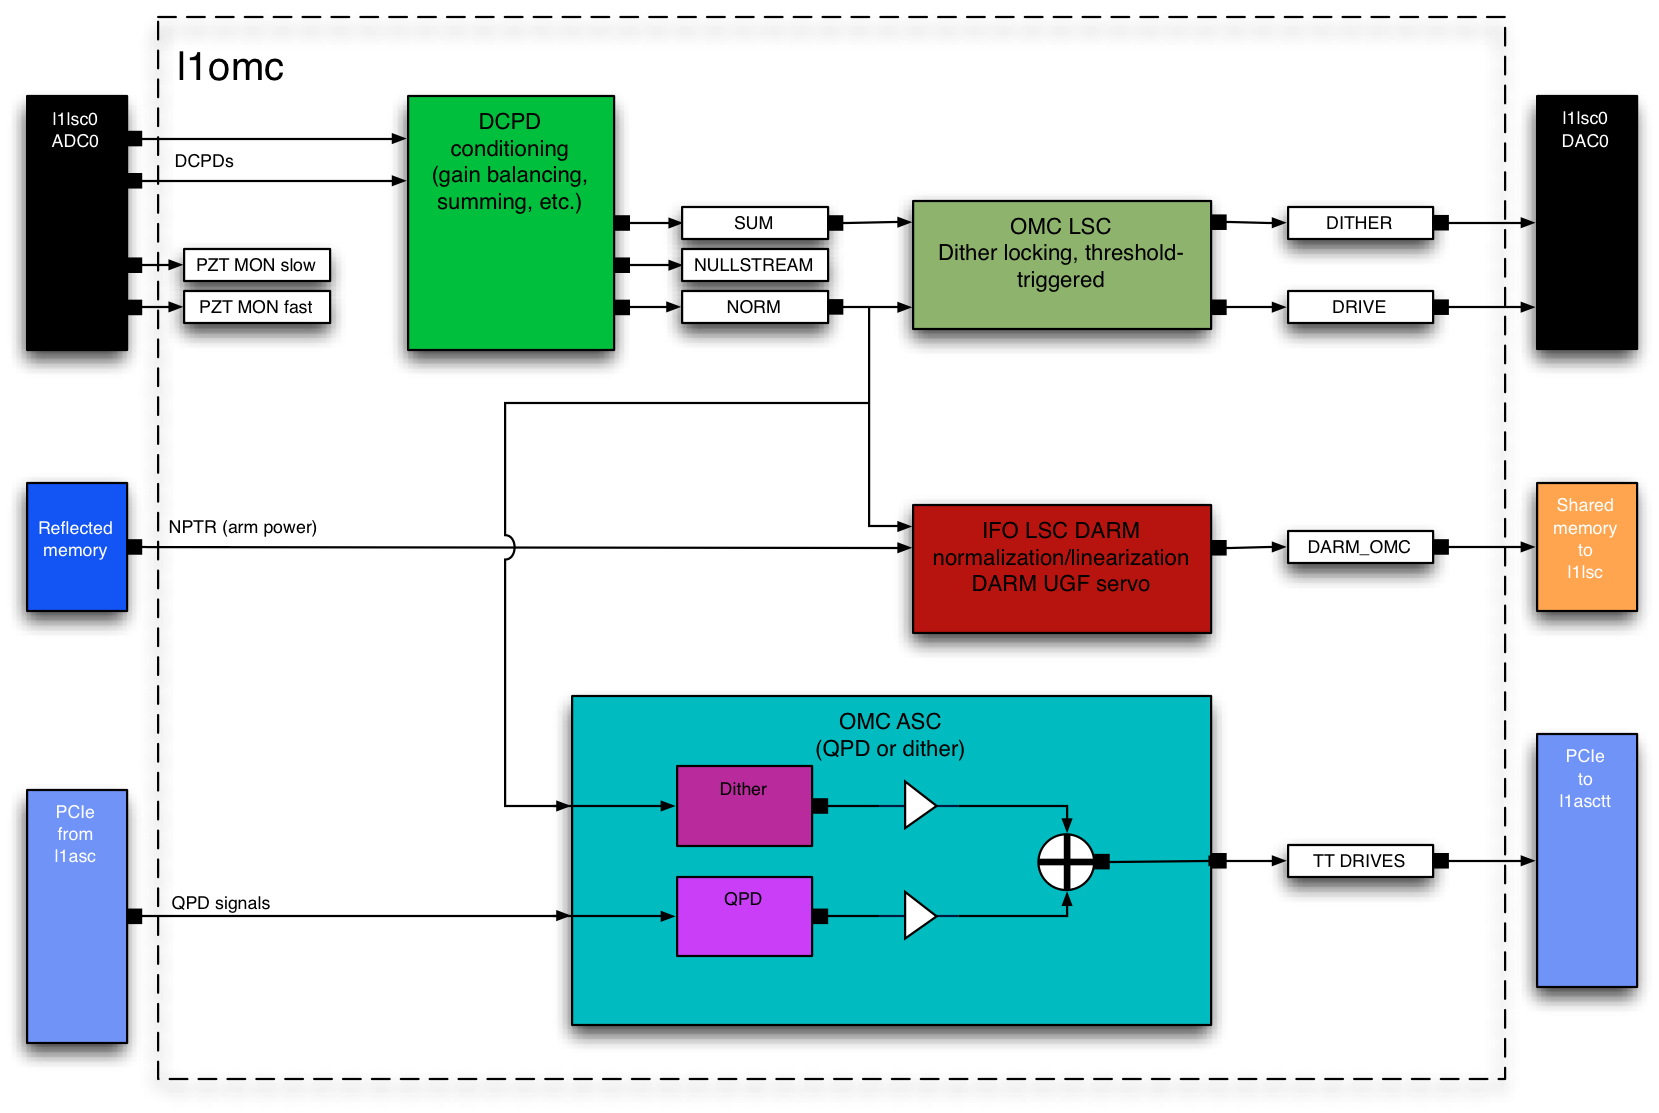 l1omc
l1lsc0
ADC0
DCPDs
PZT MON slow
PZT MON fast
DCPD
conditioning
(gain balancing,
summing, etc.)
SUM
NULLSTREAM
NORM
OMC LSC
Dither locking, threshold-
triggered
DITHER
DRIVE
l1lsc0
DAC0
Reflected
memory
NPTR (arm power)
IFO LSC DARM
normalization/linearization
DARM UGF servo
DARM_OMC
Shared
memory
to
l1lsc
PCIe
from
l1asc
QPD signals
OMC ASC
(QPD or dither)
Dither
QPD
TT DRIVES
PCIe
to
l1asctt